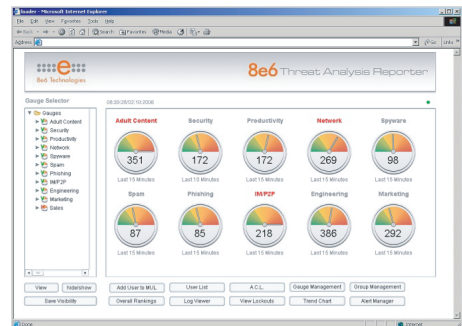 loader - Microsoft Internet Explorer
File Edit View Favorites Tools Help
Back Search Favorites Media
Address Go Links
8e6 Technologies
8e6 Threat Analysis Reporter
Gauge Selector
Gauges
Adult Content
Security
Productivity
Network
Spyware
Spam
Phishing
IM/P2P
Engineering
Marketing
Sales
Adult Content Security Productivity Network Spyware
351 172 172 269 98
Last 15 Minutes Last 15 Minutes Last 15 Minutes Last 15 Minutes Last 15 Minutes
Spam Phishing IM/P2P Engineering Marketing
87 85 218 386 292
Last 15 Minutes Last 15 Minutes Last 15 Minutes Last 15 Minutes Last 15 Minutes
View hide/show Add User to MUL User List A.C.L. Gauge Management Group Management
Save Visibility Overall Rankings Log Viewer View Lockouts Trend Chart Alert Manager
Done Internet